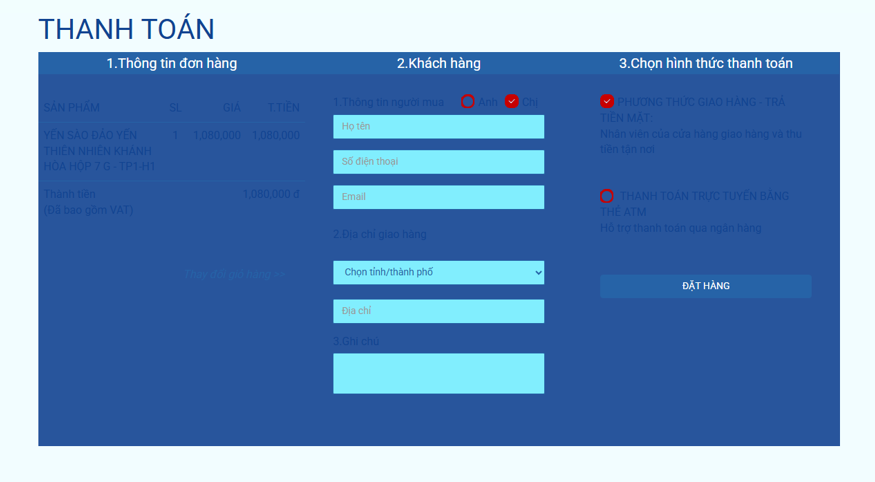 THANH TOÁN
1.Thông tin đơn hàng
2.Khách hàng
3.Chọn hình thức thanh toán
SẢN PHẨM SL GIÁ T.TIỀN
YẾN SÀO ĐẢO YẾN 1 1,080,000 1,080,000
THIÊN NHIÊN KHÁNH
HÒA HỘP 7 G - TP1-H1
Thành tiền 1,080,000 đ
(Đã bao gồm VAT)
Thay đổi giỏ hàng
1.Thông tin người mua Anh Chị
Họ tên
Số điện thoại
Email
2.Địa chỉ giao hàng
Chọn tỉnh/thành phố
Địa chỉ
3.Ghi chú
PHƯƠNG THỨC GIAO HÀNG - TRẢ
TIỀN MẶT:
Nhân viên của cửa hàng giao hàng và thu
tiền tận nơi
THANH TOÁN TRỰC TUYẾN BẰNG
THẺ ATM
Hỗ trợ thanh toán qua ngân hàng
ĐẶT HÀNG